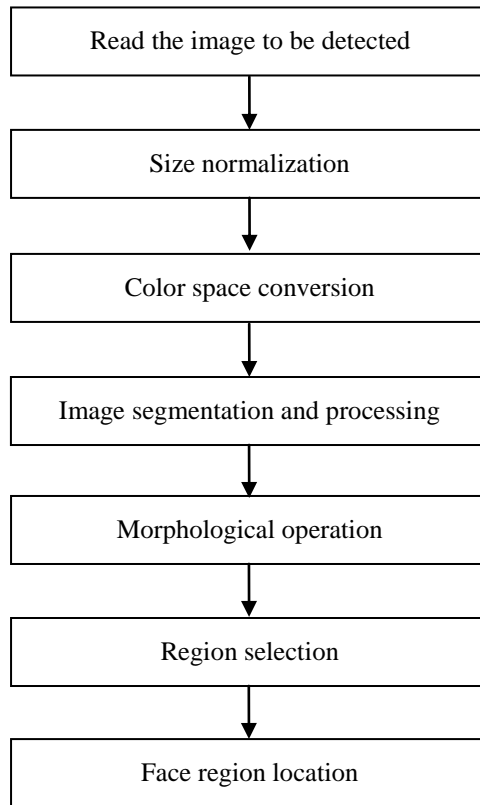 Read the image to be detected
Size normalization
Color space conversion
Image segmentation and processing
Morphological operation
Region selection
Face region location